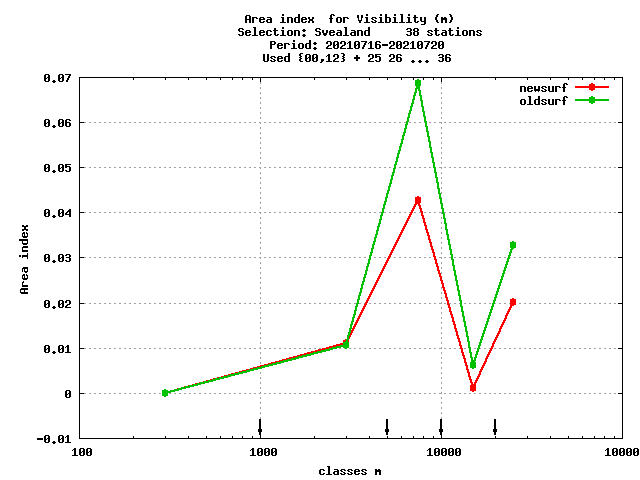 Area index  for Visibility (m)
Selection: Svealand     38 stations
Period: 20210716-20210720
Used {00,12} + 25 26 ... 36
newsurf
oldsurf
0.07
0.06
0.05
0.04
0.03
0.02
0.01
0
-0.01
Area index
100
1000
10000
10000
classes m